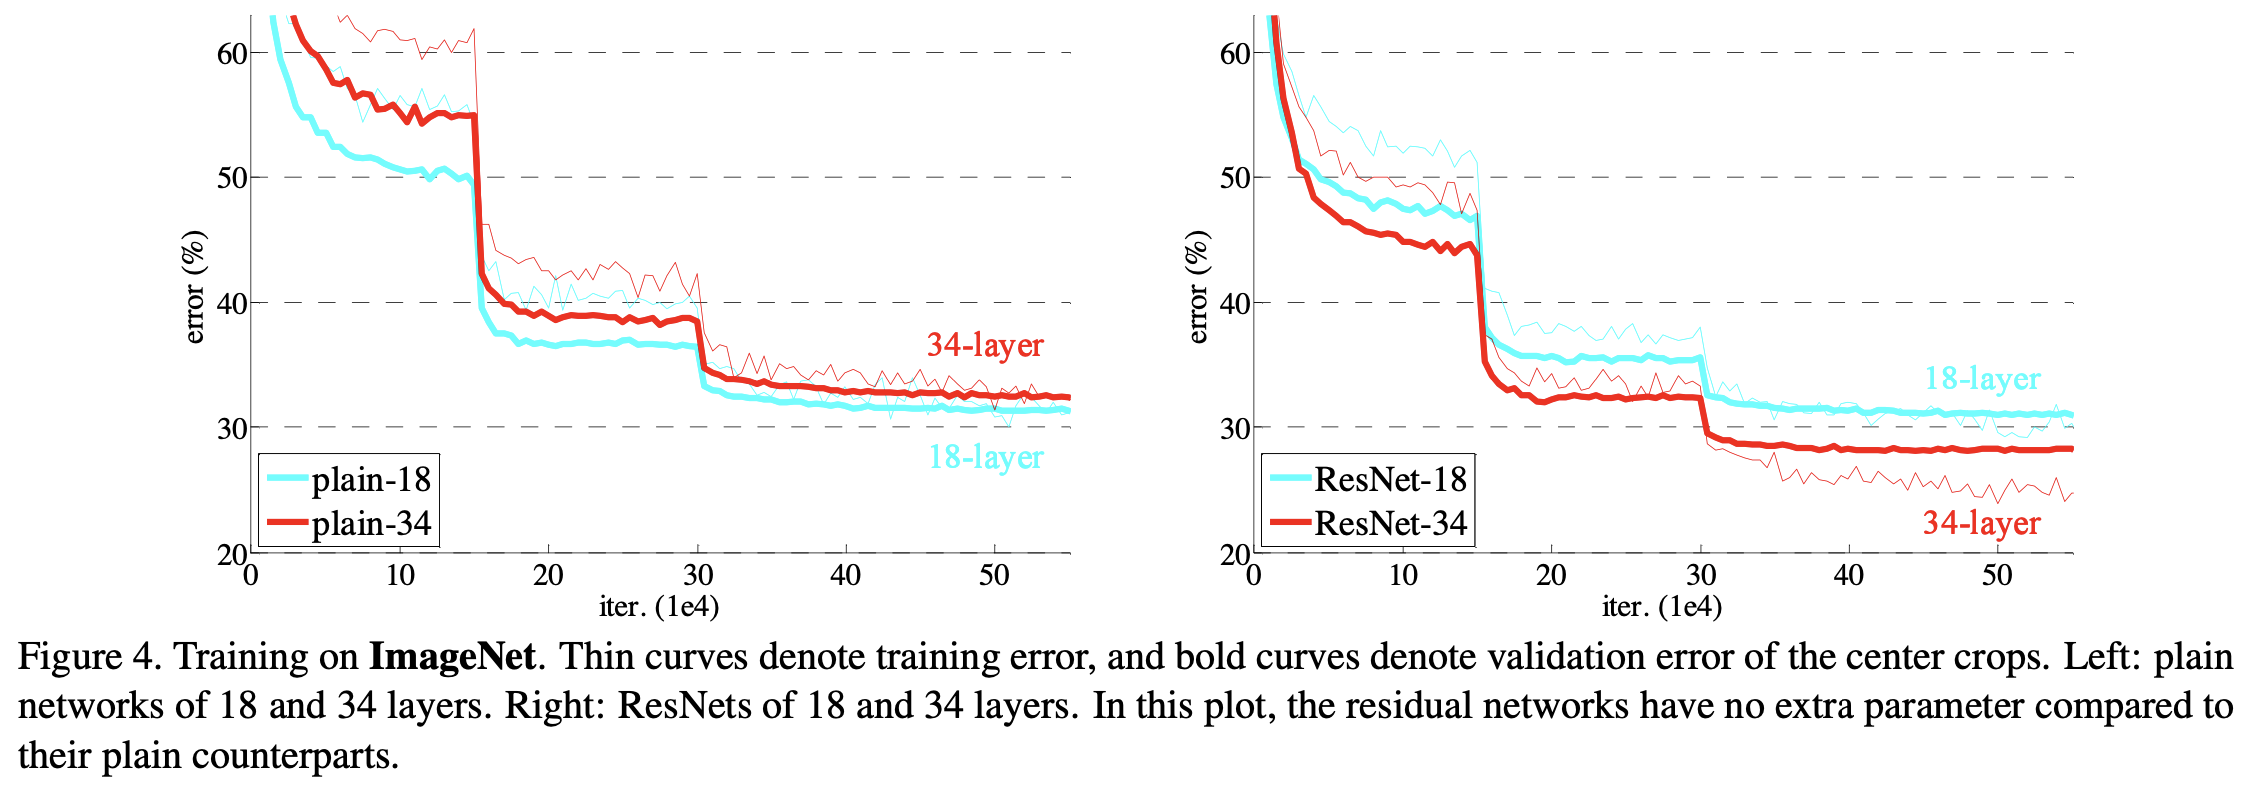 60
50
40
30
20
error (%)
34-layer
18-layer
plain-18
plain-34
0 10 20 30 40 50
iter. (1e4)
60
50
40
30
20
error (%)
18-layer
34-layer
ResNet-18
ResNet-34
0 10 20 30 40 50
iter. (1e4)
Figure 4. Training on ImageNet. Thin curves denote training error, and bold curves denote validation error of the center crops. Left: plain
networks of 18 and 34 layers. Right: ResNets of 18 and 34 layers. In this plot, the residual networks have no extra parameter compared to
their plain counterparts.